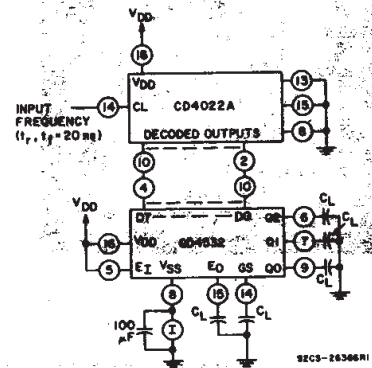 VDD
16
VDD
14
CL
CD4022A
13
15
8
INPUT
FREQUENCY
(tr, tf = 20 ns)
DECODED OUTPUTS
10
2
4
10
VDD
D7
D0
Q2
6
CL
16
VDD
CD4532
Q1
7
CL
5
EI
VSS
EO
GS
Q0
9
CL
8
15
14
100
µF
I
CL
CL
92CS-26366R1